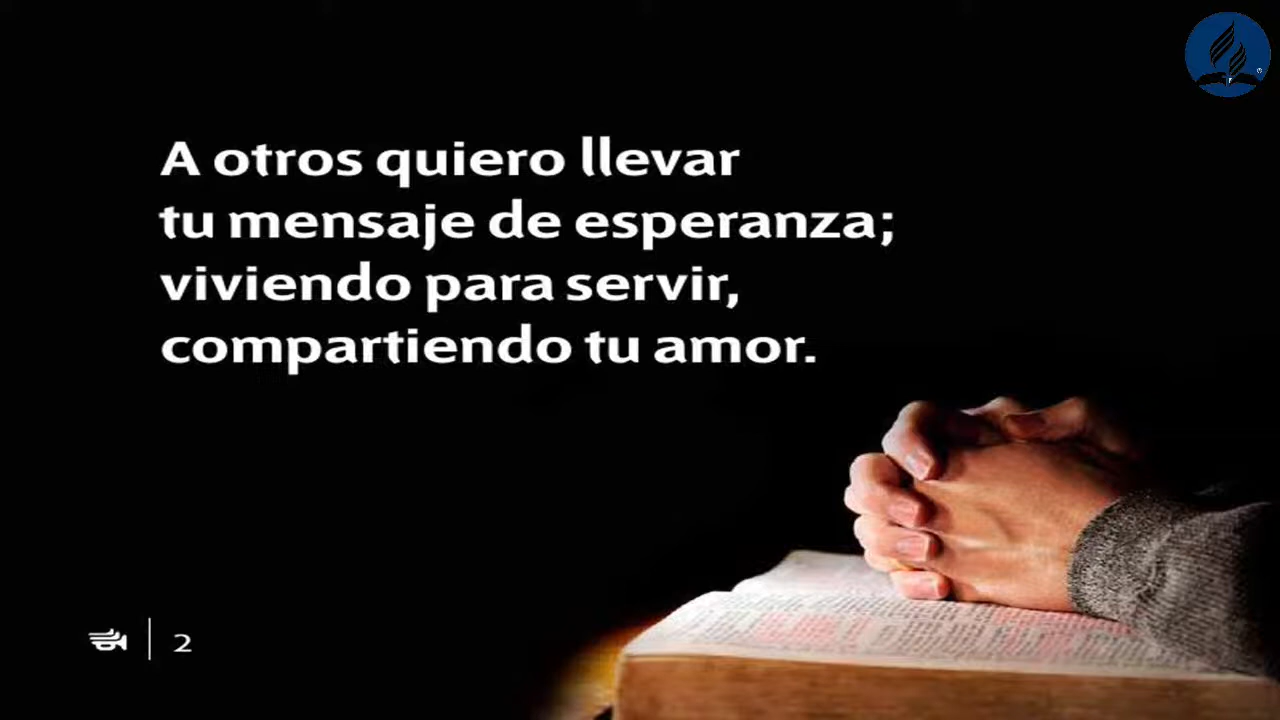 A otros quiero llevar
tu mensaje de esperanza;
viviendo para servir,
compartiendo tu amor.
2